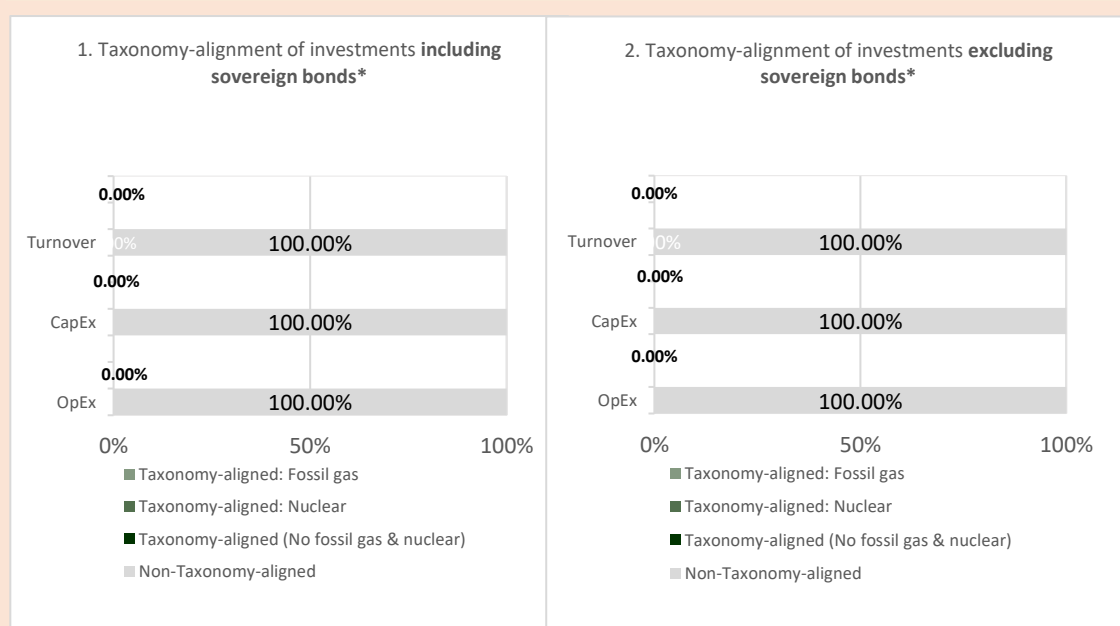 1. Taxonomy-alignment of investments including
sovereign bonds*
0.00%
Turnover 0% 100.00%
0.00%
CapEx 100.00%
0.00%
OpEx 100.00%
0% 50% 100%
Taxonomy-aligned: Fossil gas
Taxonomy-aligned: Nuclear
Taxonomy-aligned (No fossil gas & nuclear)
Non-Taxonomy-aligned
2. Taxonomy-alignment of investments excluding
sovereign bonds*
0.00%
Turnover 0% 100.00%
0.00%
CapEx 100.00%
0.00%
OpEx 100.00%
0% 50% 100%
Taxonomy-aligned: Fossil gas
Taxonomy-aligned: Nuclear
Taxonomy-aligned (No fossil gas & nuclear)
Non-Taxonomy-aligned